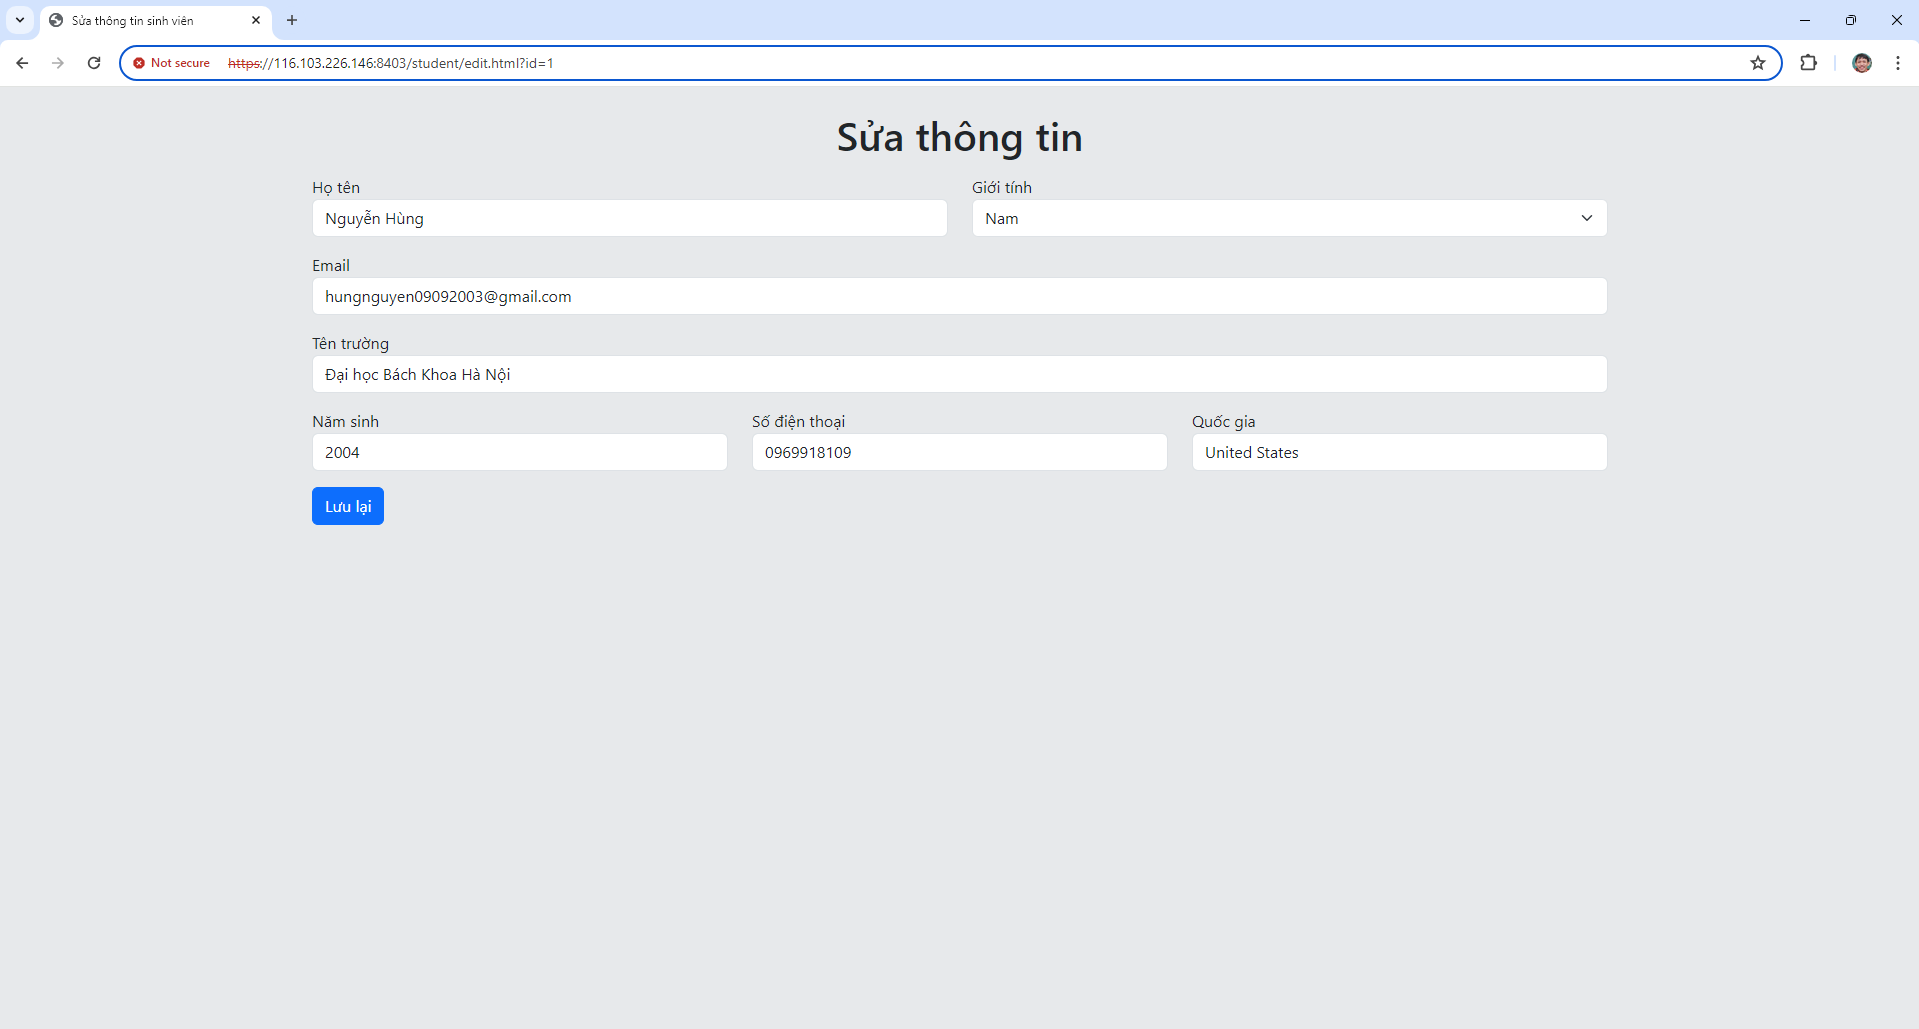 Sửa thông tin sinh viên
Not secure https://116.103.226.146:8403/student/edit.html?id=1
Sửa thông tin
Họ tên
Giới tính
Nguyễn Hùng
Nam
Email
hungnguyen09092003@gmail.com
Tên trường
Đại học Bách Khoa Hà Nội
Năm sinh
Số điện thoại
Quốc gia
2004
0969918109
United States
Lưu lại